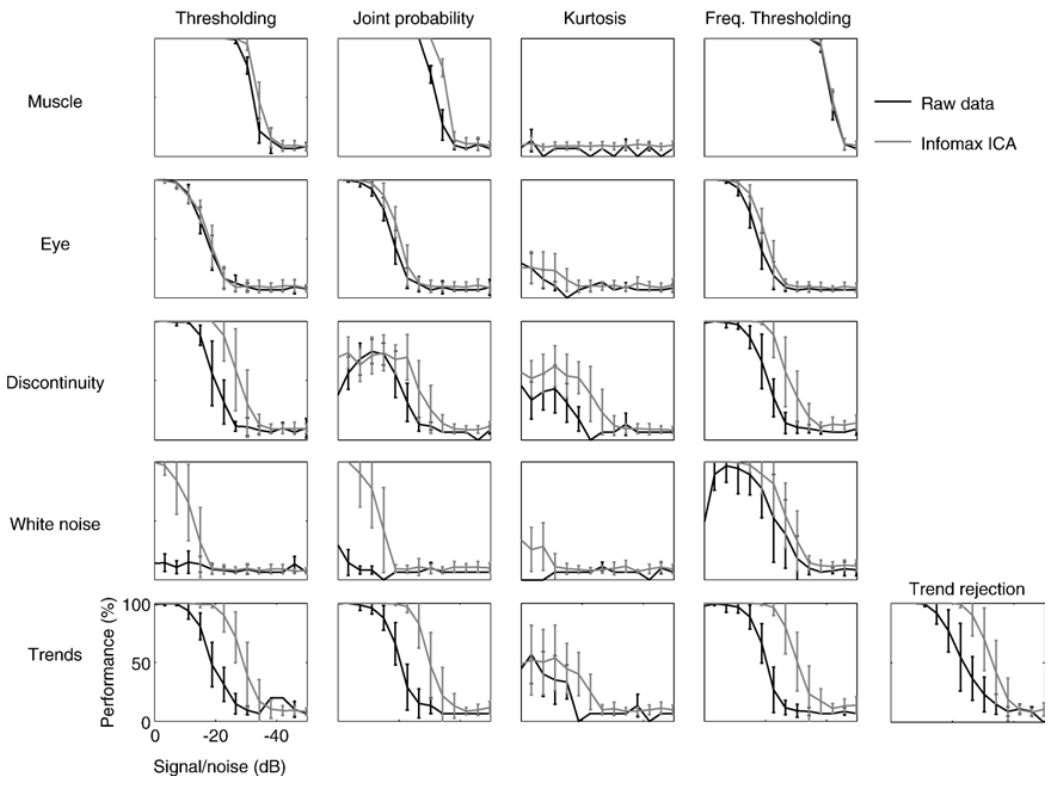 Thresholding Joint probability Kurtosis Freq. Thresholding
Muscle
Raw data
Infomax ICA
Eye
Discontinuity
White noise
Trend rejection
Trends
Performance (%)
100
50
0
0 -20 -40
Signal/noise (dB)